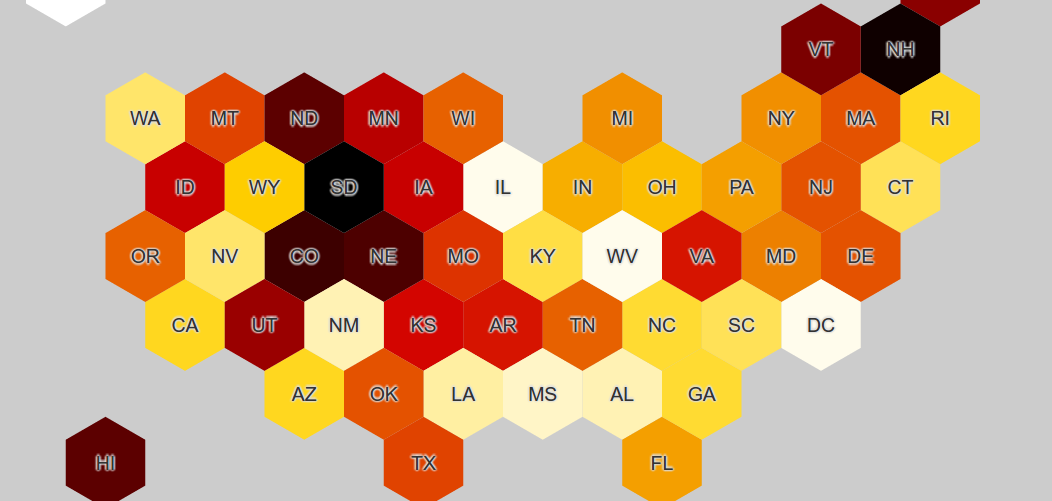 VT NH
WA MT ND MN WI MI NY MA RI
ID WY SD IA IL IN OH PA NJ CT
OR NV CO NE MO KY WV VA MD DE
CA UT NM KS AR TN NC SC DC
AZ OK LA MS AL GA
HI TX FL